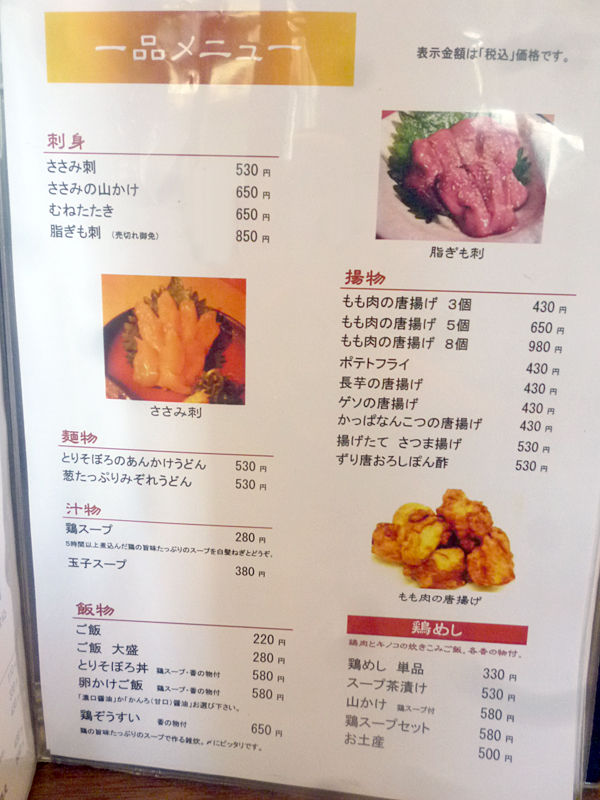 一品メニュー
表示金額は「税込」価格です。
刺身
ささみ刺 530円
ささみの山かけ 650円
むねたたき 650円
脂ぎも刺 (売切れ御免) 850円
脂ぎも刺
ささみ刺
麺物
とりそぼろのあんかけうどん 530円
葱たっぷりみぞれうどん 530円
汁物
鶏スープ 280円
5時間以上煮込んだ鶏の旨味たっぷりのスープを白髪ねぎとどうぞ。
玉子スープ 380円
飯物
ご飯 220円
ご飯 大盛 280円
とりそぼろ丼 鶏スープ・香の物付 580円
卵かけご飯 鶏スープ・香の物付 580円
「濃口醤油」か「かんろ(甘口)醤油」お選び下さい。
鶏ぞうすい 香の物付 650円
鶏の旨味たっぷりのスープで作る雑炊。〆にピッタリです。
揚物
もも肉の唐揚げ 3個 430円
もも肉の唐揚げ 5個 650円
もも肉の唐揚げ 8個 980円
ポテトフライ 430円
長芋の唐揚げ 430円
ゲソの唐揚げ 430円
かっぱなんこつの唐揚げ 430円
揚げたて さつま揚げ 530円
ずり唐おろしぽん酢 530円
もも肉の唐揚げ
鶏めし
鶏肉とキノコの炊きこみご飯。各香の物付。
鶏めし 単品 330円
スープ茶漬け 530円
山かけ 鶏スープ付 580円
鶏スープセット 580円
お土産 500円